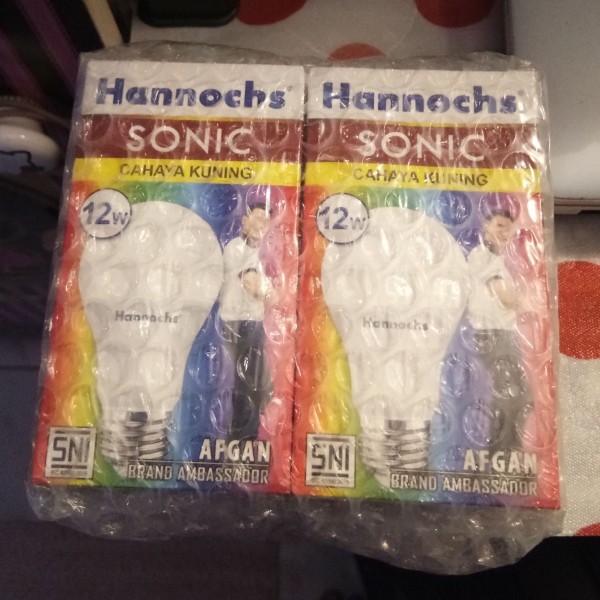 Hannochs
SONIC
CAHAYA KUNING
12w
Hannochs
SNI
AFGAN
BRAND AMBASSADOR
Hannochs
SONIC
CAHAYA KUNING
12w
Hannochs
SNI
AFGAN
BRAND AMBASSADOR